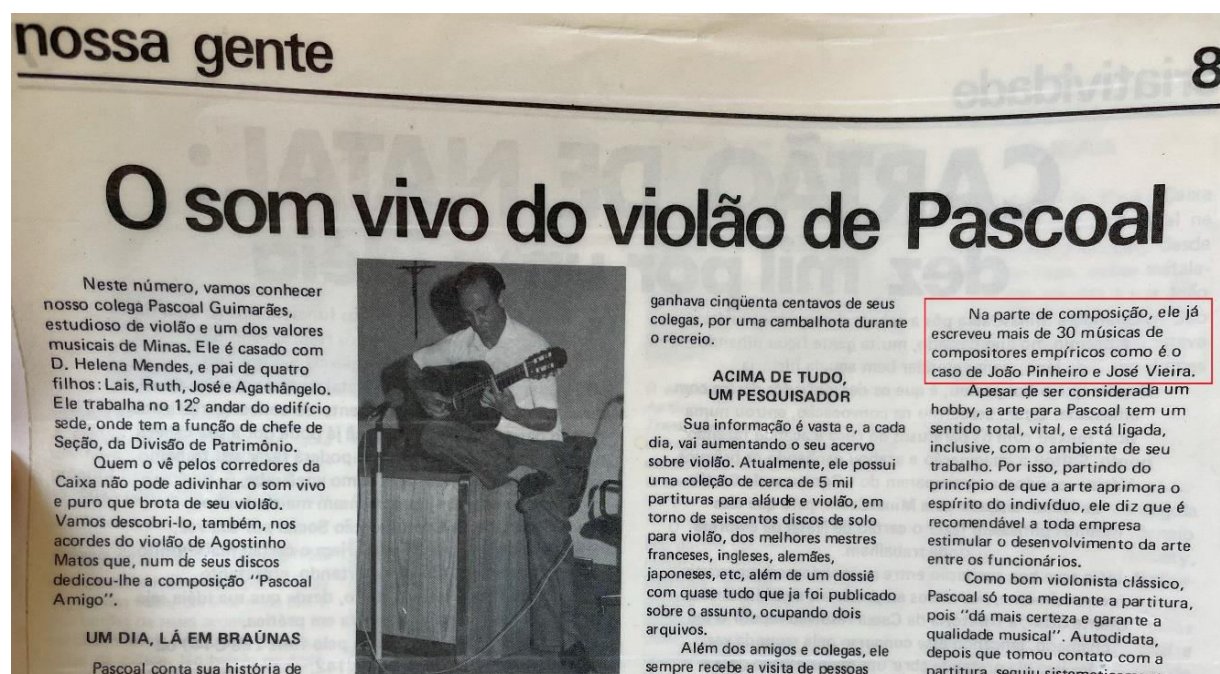 nossa gente
8
O som vivo do violão de Pascoal
Neste número, vamos conhecer
nosso colega Pascoal Guimarães,
estudioso de violão e um dos valores
musicais de Minas. Ele é casado com
D. Helena Mendes, e pai de quatro
filhos: Lais, Ruth, José e Agathângelo.
Ele trabalha no 12º andar do edifício
sede, onde tem a função de chefe de
Seção, da Divisão de Patrimônio.
Quem o vê pelos corredores da
Caixa não pode adivinhar o som vivo
e puro que brota de seu violão.
Vamos descobri-lo, também, nos
acordes do violão de Agostinho
Matos que, num de seus discos
dedicou-lhe a composição "Pascoal
Amigo".
UM DIA, LÁ EM BRAÚNAS
Pascoal conta sua história de
ganhava cinqüenta centavos de seus
colegas, por uma cambalhota durante
o recreio.
ACIMA DE TUDO,
UM PESQUISADOR
Sua informação é vasta e, a cada
dia, vai aumentando o seu acervo
sobre violão. Atualmente, ele possui
uma coleção de cerca de 5 mil
partituras para alaúde e violão, em
torno de seiscentos discos de solo
para violão, dos melhores mestres
franceses, ingleses, alemães,
japoneses, etc, além de um dossiê
com quase tudo que ja foi publicado
sobre o assunto, ocupando dois
arquivos.
Além dos amigos e colegas, ele
sempre recebe a visita de pessoas
Na parte de composição, ele já
escreveu mais de 30 músicas de
compositores empíricos como é o
caso de João Pinheiro e José Vieira.
Apesar de ser considerada um
hobby, a arte para Pascoal tem um
sentido total, vital, e está ligada,
inclusive, com o ambiente de seu
trabalho. Por isso, partindo do
princípio de que a arte aprimora o
espírito do indivíduo, ele diz que é
recomendável a toda empresa
estimular o desenvolvimento da arte
entre os funcionários.
Como bom violonista clássico,
Pascoal só toca mediante a partitura,
pois "dá mais certeza e garante a
qualidade musical". Autodidata,
depois que tomou contato com a
partitura, seguiu